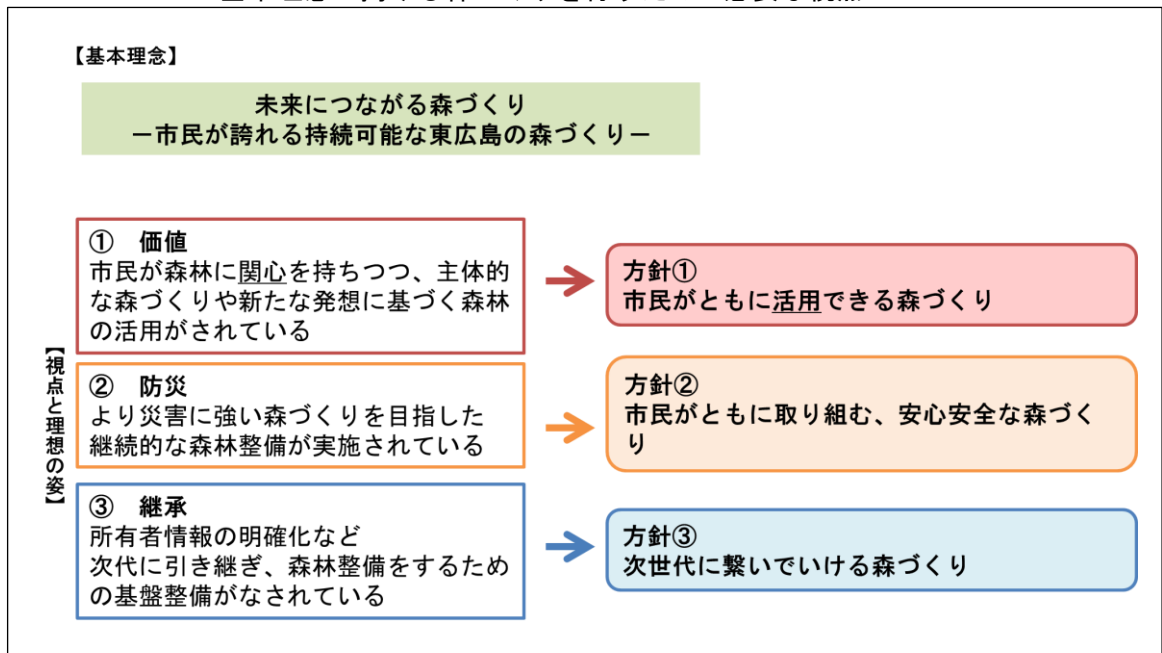 【基本理念】
未来につながる森づくり
－市民が誇れる持続可能な東広島の森づくり－
【視点と理想の姿】
① 価値
市民が森林に関心を持ちつつ、主体的
な森づくりや新たな発想に基づく森林
の活用がされている
方針①
市民がともに活用できる森づくり
② 防災
より災害に強い森づくりを目指した
継続的な森林整備が実施されている
方針②
市民がともに取り組む、安心安全な森づく
り
③ 継承
所有者情報の明確化など
次代に引き継ぎ、森林整備をするため
の基盤整備がなされている
方針③
次世代に繋いでいける森づくり